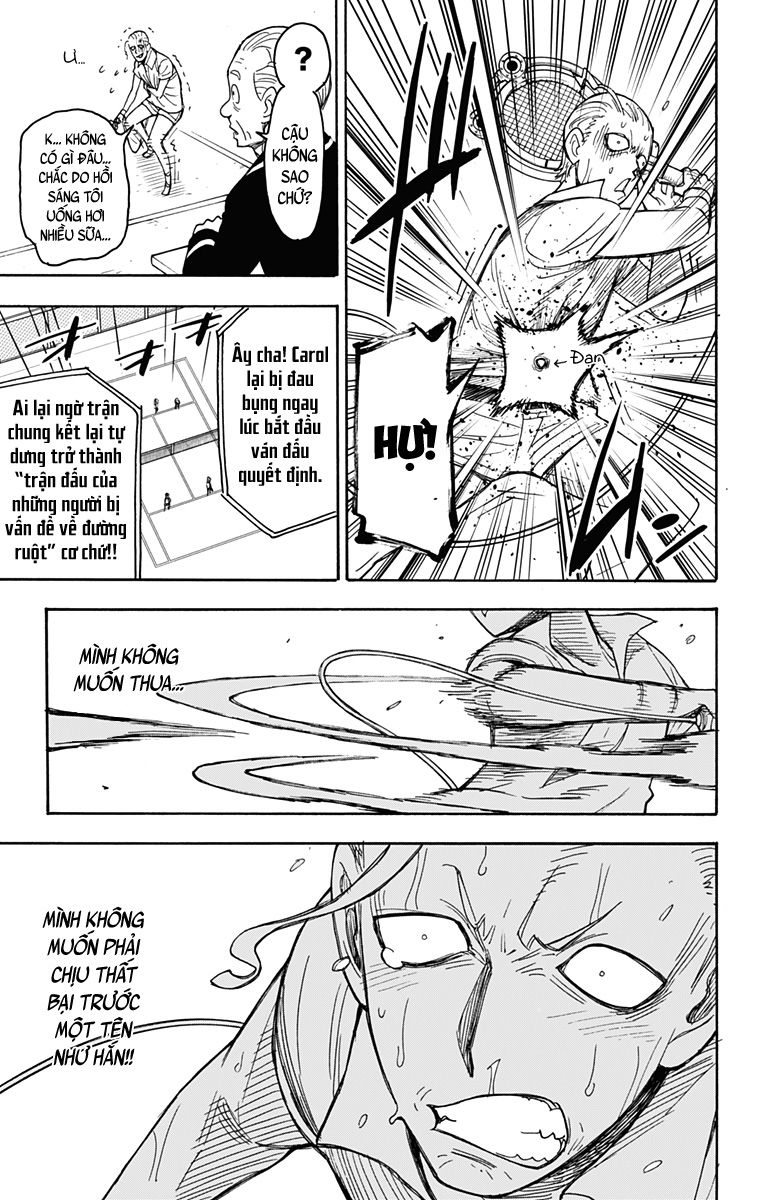 HỰ!
Đạn
?
CẬU
KHÔNG
SAO
CHỨ?
Ư...
K... KHÔNG
CÓ GÌ ĐÂU...
CHẮC DO HỒI
SÁNG TÔI
UỐNG HƠI
NHIỀU SỮA...
Ây cha! Carol
lại bị đau
bụng ngay
lúc bắt đầu
ván đấu
quyết định.
Ai lại ngờ trận
chung kết lại tự
dưng trở thành
“trận đấu của
những người bị
vấn đề về đường
ruột” cơ chứ!!
MÌNH KHÔNG
MUỐN THUA...
MÌNH KHÔNG
MUỐN PHẢI
CHỊU THẤT
BẠI TRƯỚC
MỘT TÊN
NHƯ HẮN!!